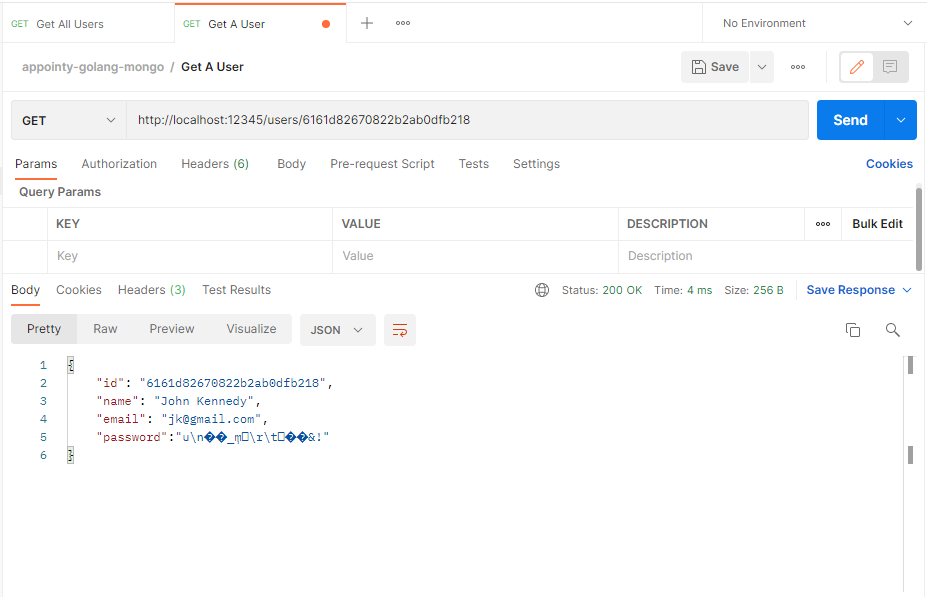 GET Get All Users GET Get A User No Environment
appointy-golang-mongo / Get A User Save
GET http://localhost:12345/users/6161d82670822b2ab0dfb218 Send
Params Authorization Headers (6) Body Pre-request Script Tests Settings Cookies
Query Params
KEY VALUE DESCRIPTION Bulk Edit
Key Value Description
Body Cookies Headers (3) Test Results Status: 200 OK Time: 4 ms Size: 256 B Save Response
Pretty Raw Preview Visualize JSON
1 {
2 "id": "6161d82670822b2ab0dfb218",
3 "name": "John Kennedy",
4 "email": "jk@gmail.com",
5 "password":"u\n��_m□\r\t□��&!"
6 }